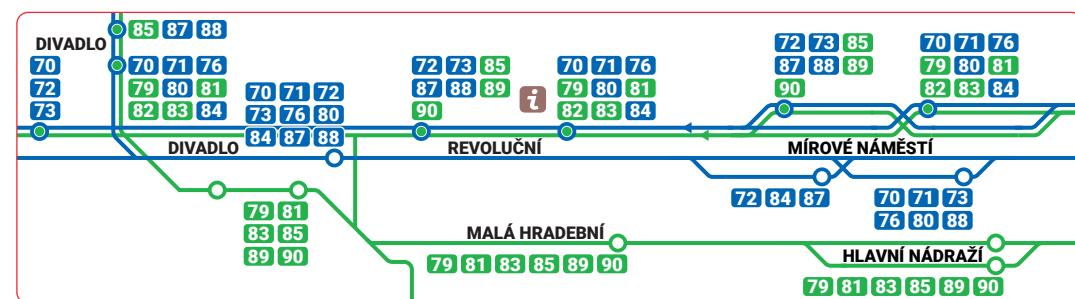 85 87 88
DIVADLO
70
72
73
70 71 76
79 80 81
82 83 84
70 71 72
73 76 80
84 87 88
DIVADLO
79 81
83 85
89 90
72 73 85
87 88 89
90
i
70 71 76
79 80 81
82 83 84
REVOLUČNÍ
72 73 85
87 88 89
90
70 71 76
79 80 81
82 83 84
MÍROVÉ NÁMĚSTÍ
72 84 87
70 71 73
76 80 88
MALÁ HRADEBNÍ
79 81 83 85 89 90
HLAVNÍ NÁDRAŽÍ
79 81 83 85 89 90